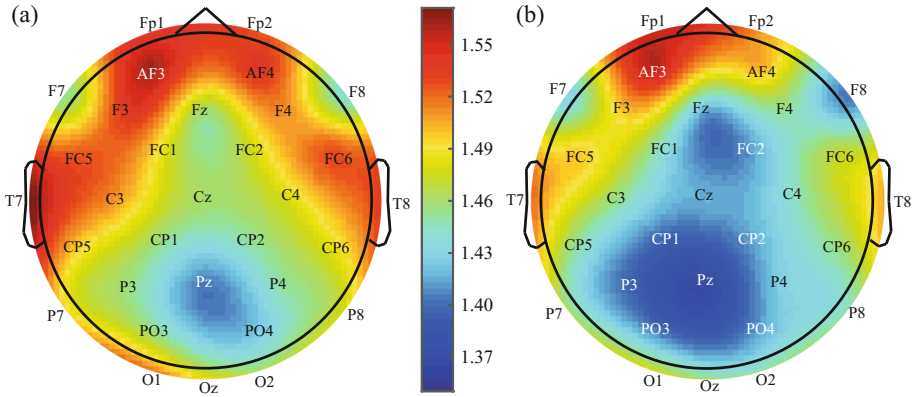 (a)
Fp1 Fp2
AF3 AF4
F7 F8
F3 Fz F4
FC5 FC1 FC2 FC6
T7 C3 Cz C4 T8
CP5 CP1 CP2 CP6
P3 Pz P4
P7 P8
PO3 PO4
O1 Oz O2
1.55
1.52
1.49
1.46
1.43
1.40
1.37
(b)
Fp1 Fp2
AF3 AF4
F7 F8
F3 Fz F4
FC5 FC1 FC2 FC6
T7 C3 Cz C4 T8
CP5 CP1 CP2 CP6
P3 Pz P4
P7 P8
PO3 PO4
O1 Oz O2